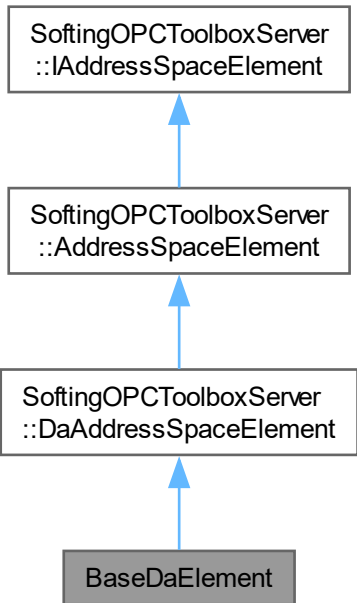 SoftingOPCToolboxServer
::IAddressSpaceElement
SoftingOPCToolboxServer
::AddressSpaceElement
SoftingOPCToolboxServer
::DaAddressSpaceElement
BaseDaElement